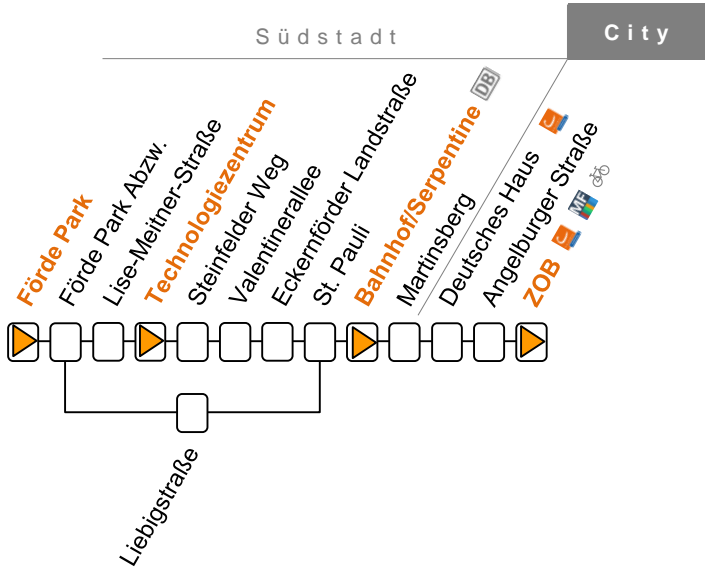 Südstadt
City
Förde Park
Förde Park Abzw.
Lise-Meitner-Straße
Technologiezentrum
Steinfelder Weg
Valentinerallee
Eckernförder Landstraße
St. Pauli
Bahnhof/Serpentine
DB
Martinsberg
Deutsches Haus
Angelburger Straße
ZOB
MF
Liebigstraße